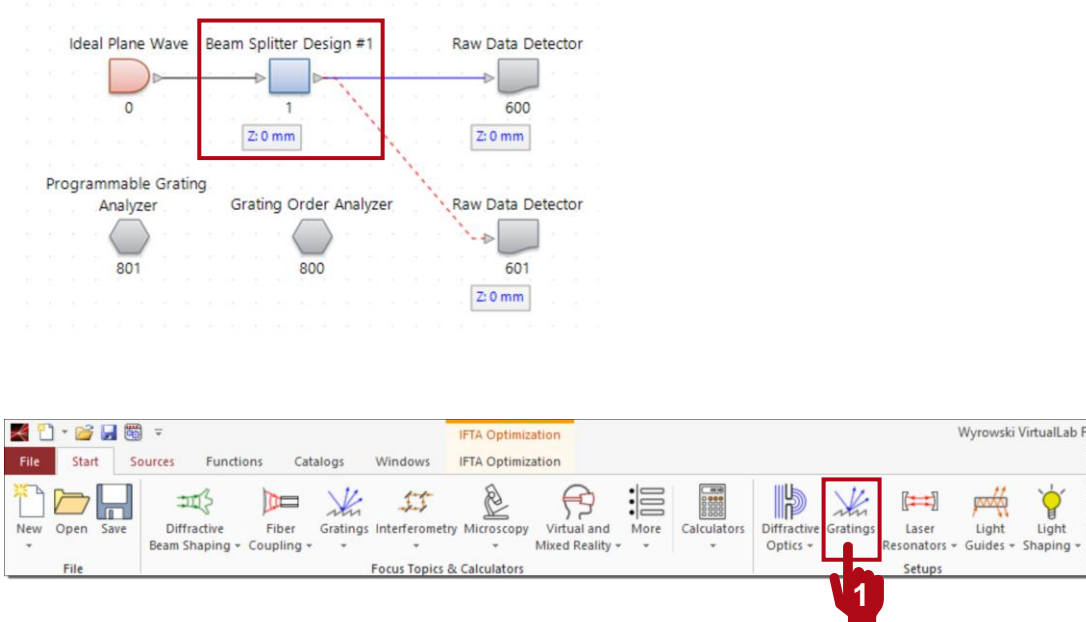 Ideal Plane Wave Beam Splitter Design #1 Raw Data Detector
0 1 600
Z: 0 mm Z: 0 mm
Programmable Grating
Analyzer Grating Order Analyzer Raw Data Detector
801 800 601
Z: 0 mm
IFTA Optimization Wyrowski VirtualLab F
File Start Sources Functions Catalogs Windows IFTA Optimization
New Open Save Diffractive Fiber Gratings Interferometry Microscopy Virtual and More Calculators Diffractive Gratings Laser Light Light
Beam Shaping Coupling Mixed Reality Optics Resonators Guides Shaping
File Focus Topics & Calculators Setups
1